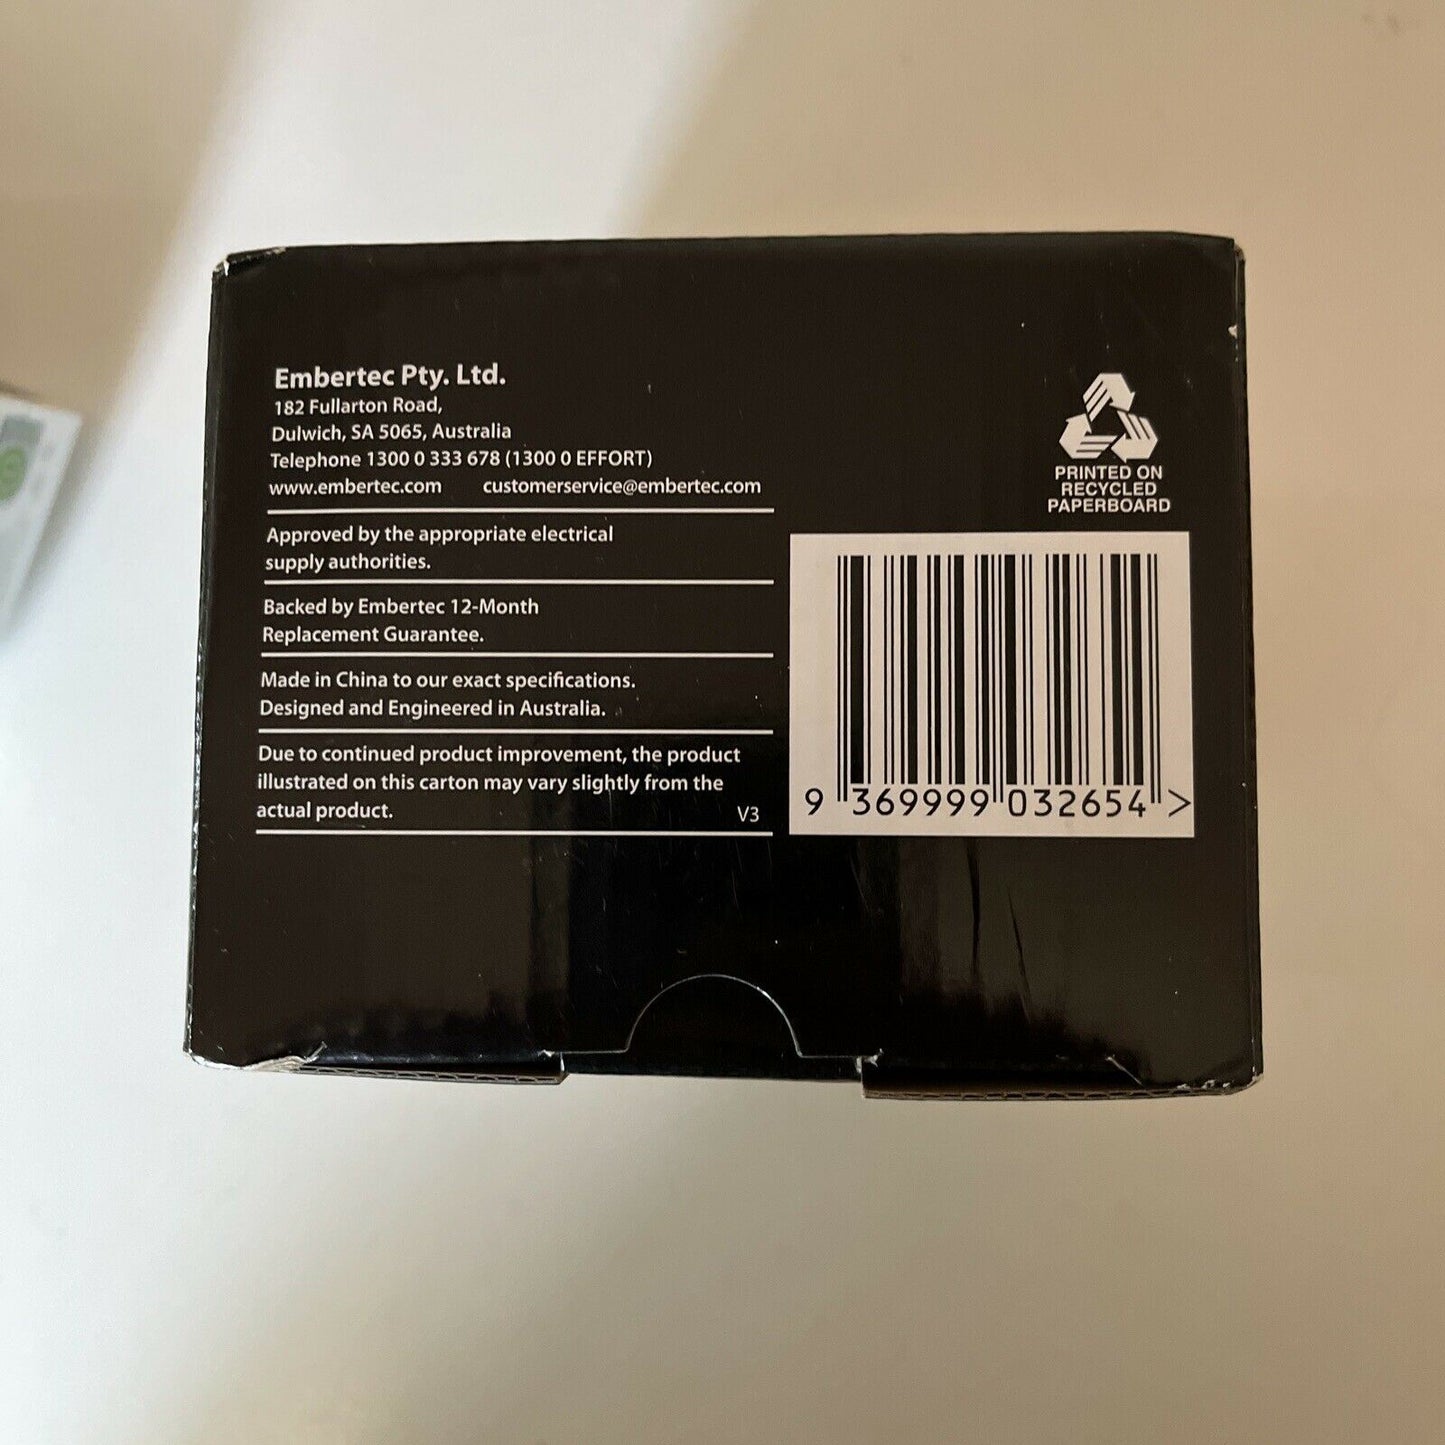 Embertec Pty. Ltd.
182 Fullarton Road,
Dulwich, SA 5065, Australia
Telephone 1300 0 333 678 (1300 0 EFFORT)
www.embertec.com customerservice@embertec.com
Approved by the appropriate electrical
supply authorities.
Backed by Embertec 12-Month
Replacement Guarantee.
Made in China to our exact specifications.
Designed and Engineered in Australia.
Due to continued product improvement, the product
illustrated on this carton may vary slightly from the
actual product.
V3
PRINTED ON
RECYCLED
PAPERBOARD
9 369999 032654 >